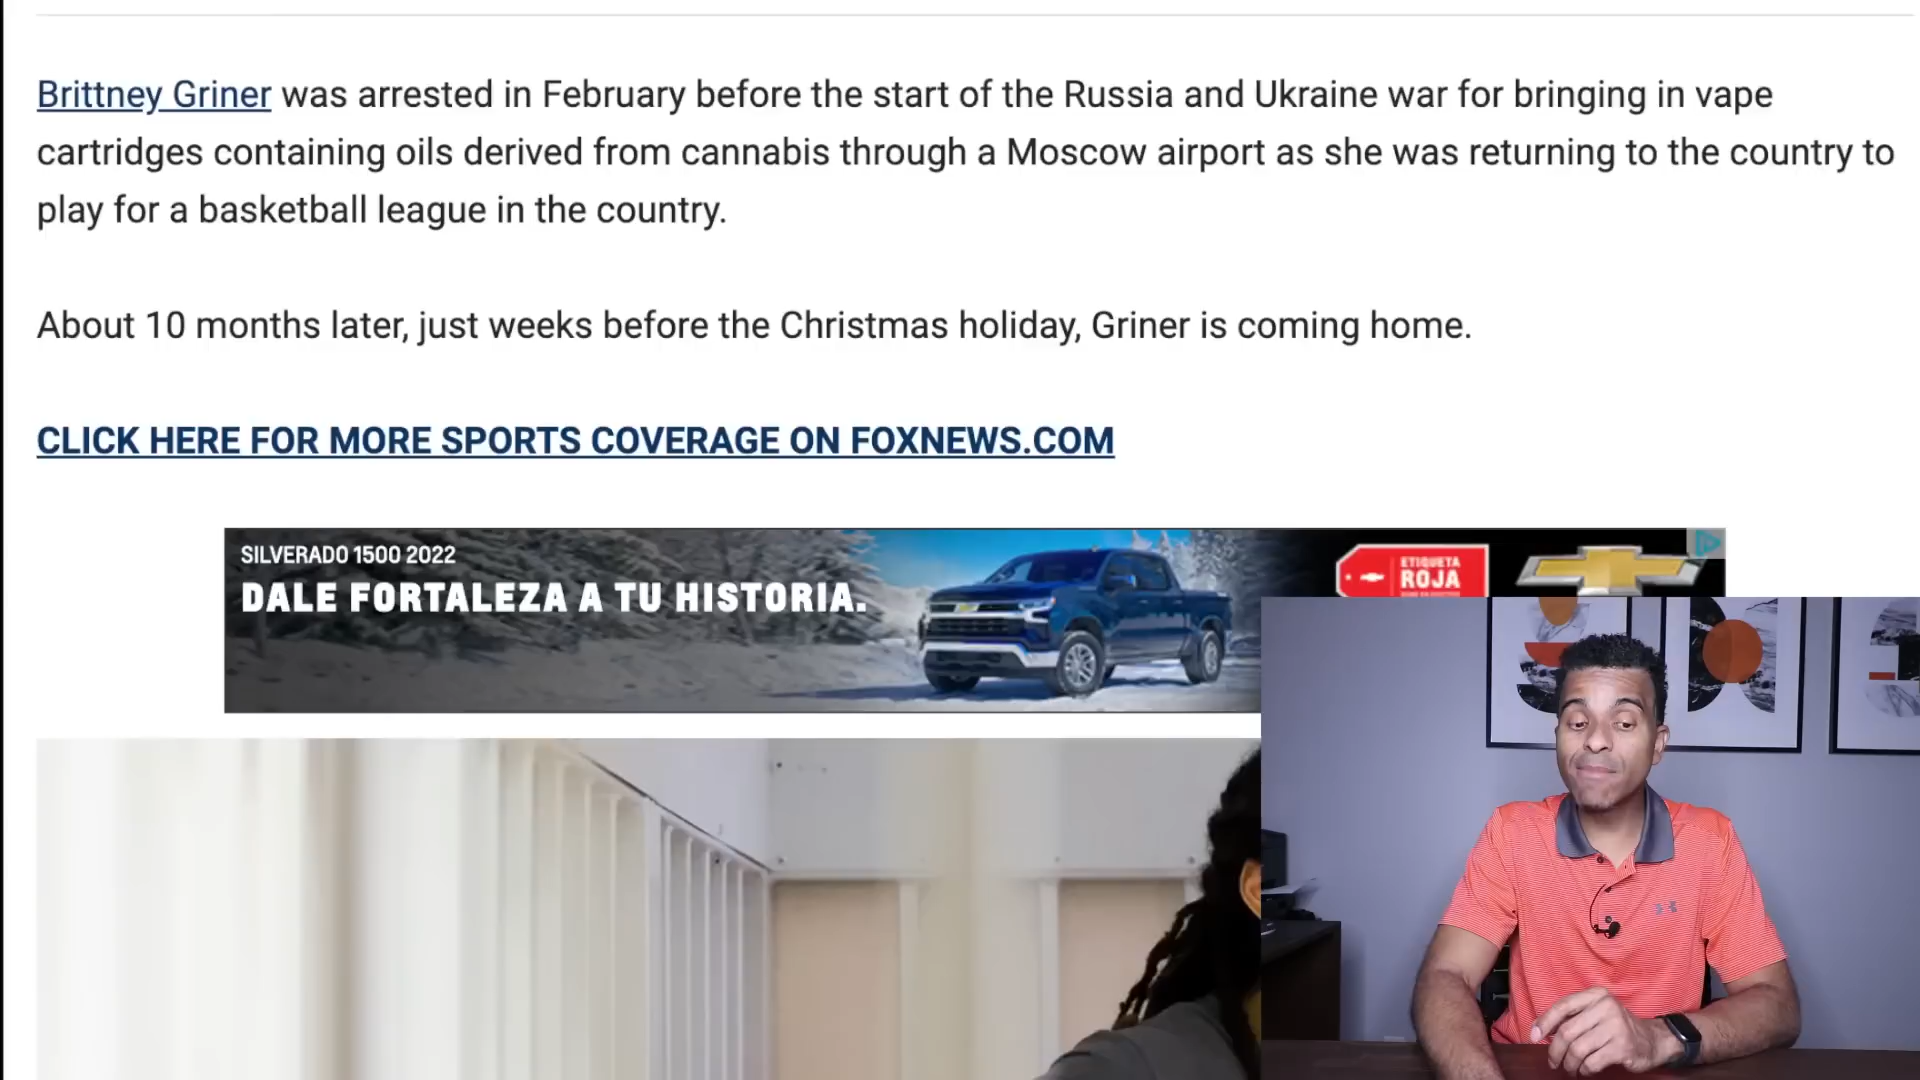 Brittney Griner was arrested in February before the start of the Russia and Ukraine war for bringing in vape
cartridges containing oils derived from cannabis through a Moscow airport as she was returning to the country to
play for a basketball league in the country.
About 10 months later, just weeks before the Christmas holiday, Griner is coming home.
CLICK HERE FOR MORE SPORTS COVERAGE ON FOXNEWS.COM
SILVERADO 1500 2022
DALE FORTALEZA A TU HISTORIA.
ETIQUETA
ROJA